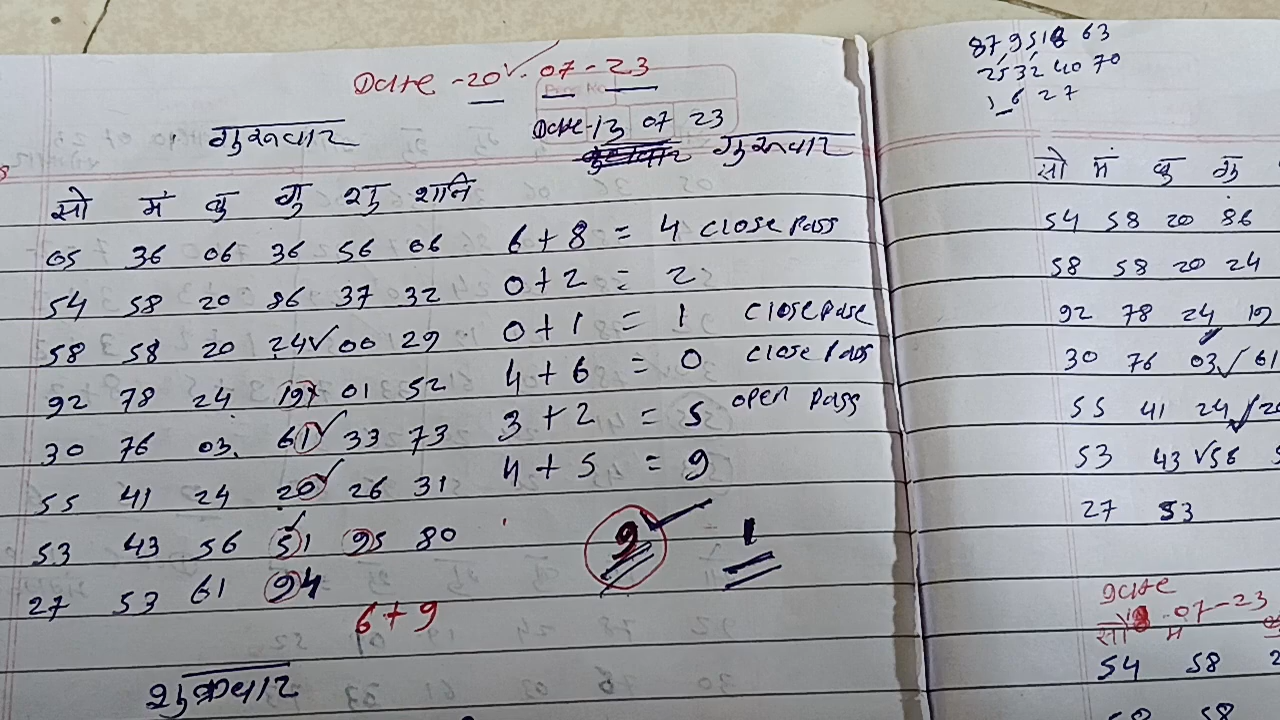 Date - 20 - 07 - 23
Date - 13 07 23
गुरूवार
गुरूवार
सो मं बु गु शु शनि
05 36 06 36 56 06 6 + 8 = 4 close pass
54 58 20 86 37 32 0 + 2 = 2
58 58 20 24 00 29 0 + 1 = 1 close pase
92 78 24 19 01 52 4 + 6 = 0 close pass
30 76 03 61 33 73 3 + 2 = 5 open pass
55 41 24 20 26 31 4 + 5 = 9
53 43 56 51 95 80
9 1
27 53 61 94
6 + 9
87 95 18 63
25 32 40 70
1 6 27
सो मं बु गु
54 58 20 86
58 58 20 24
92 78 24 19
30 76 03 61
55 41 24
53 43 56
27 53
Date
07-23
सो म
54 58
58